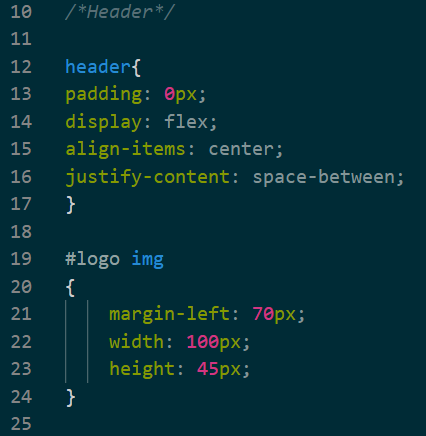 10 /*Header*/
11
12 header{
13 padding: 0px;
14 display: flex;
15 align-items: center;
16 justify-content: space-between;
17 }
18
19 #logo img
20 {
21     margin-left: 70px;
22     width: 100px;
23     height: 45px;
24 }
25